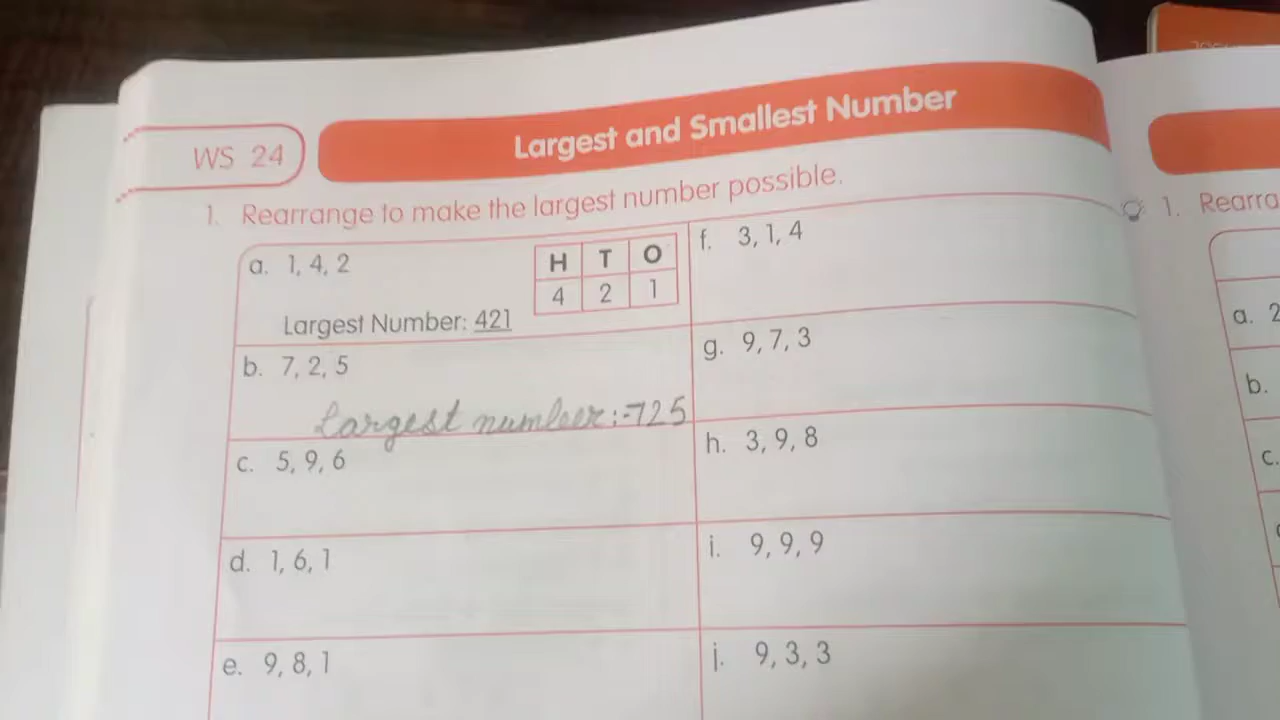 WS 24
Largest and Smallest Number
1. Rearrange to make the largest number possible.
a. 1, 4, 2
H T O
4 2 1
Largest Number: 421
b. 7, 2, 5
Largest number:-725
c. 5, 9, 6
d. 1, 6, 1
e. 9, 8, 1
f. 3, 1, 4
g. 9, 7, 3
h. 3, 9, 8
i. 9, 9, 9
j. 9, 3, 3
1. Rearra
a. 2
b.
c.